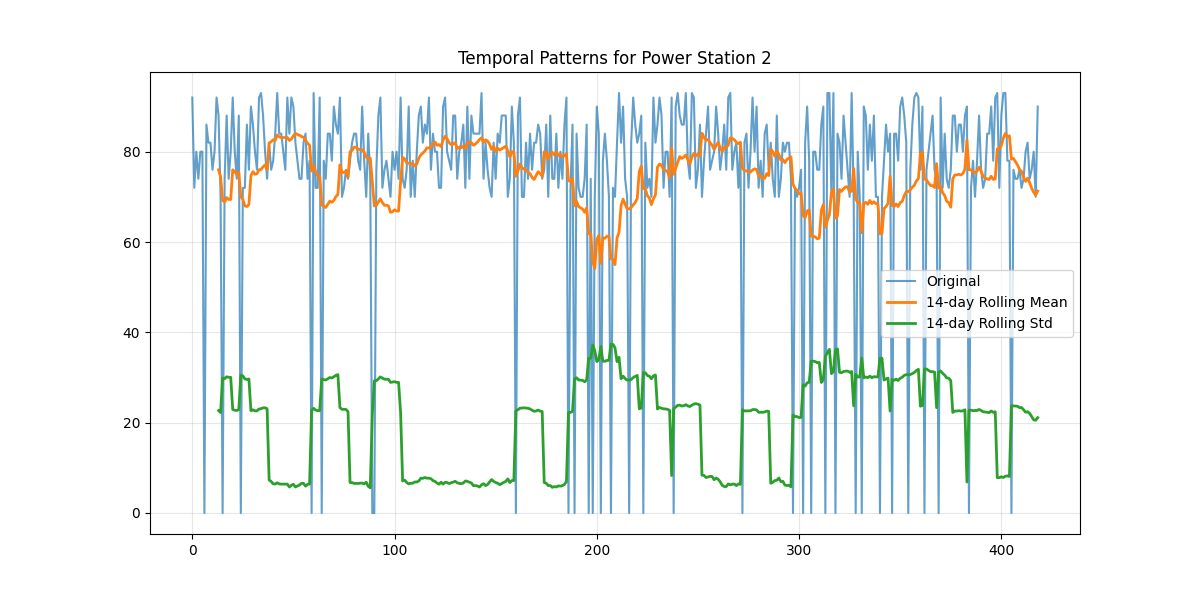 Temporal Patterns for Power Station 2
80
60
40
20
0
Original
14-day Rolling Mean
14-day Rolling Std
0 100 200 300 400